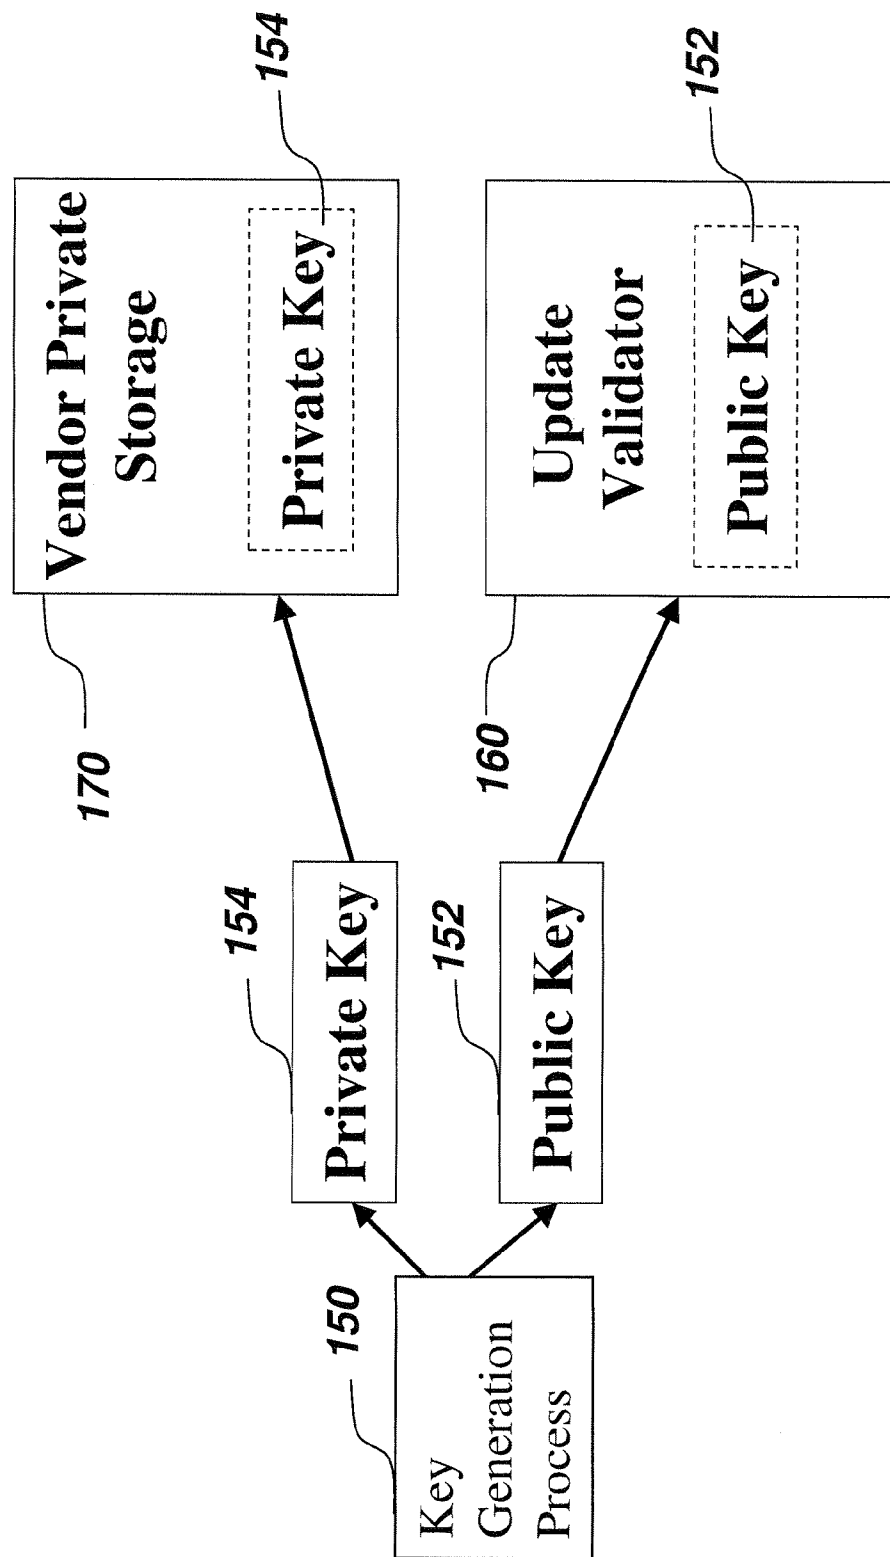 150
Key
Generation
Process
154
Private Key
152
Public Key
170
Vendor Private
Storage
Private Key
154
160
Update
Validator
Public Key
152